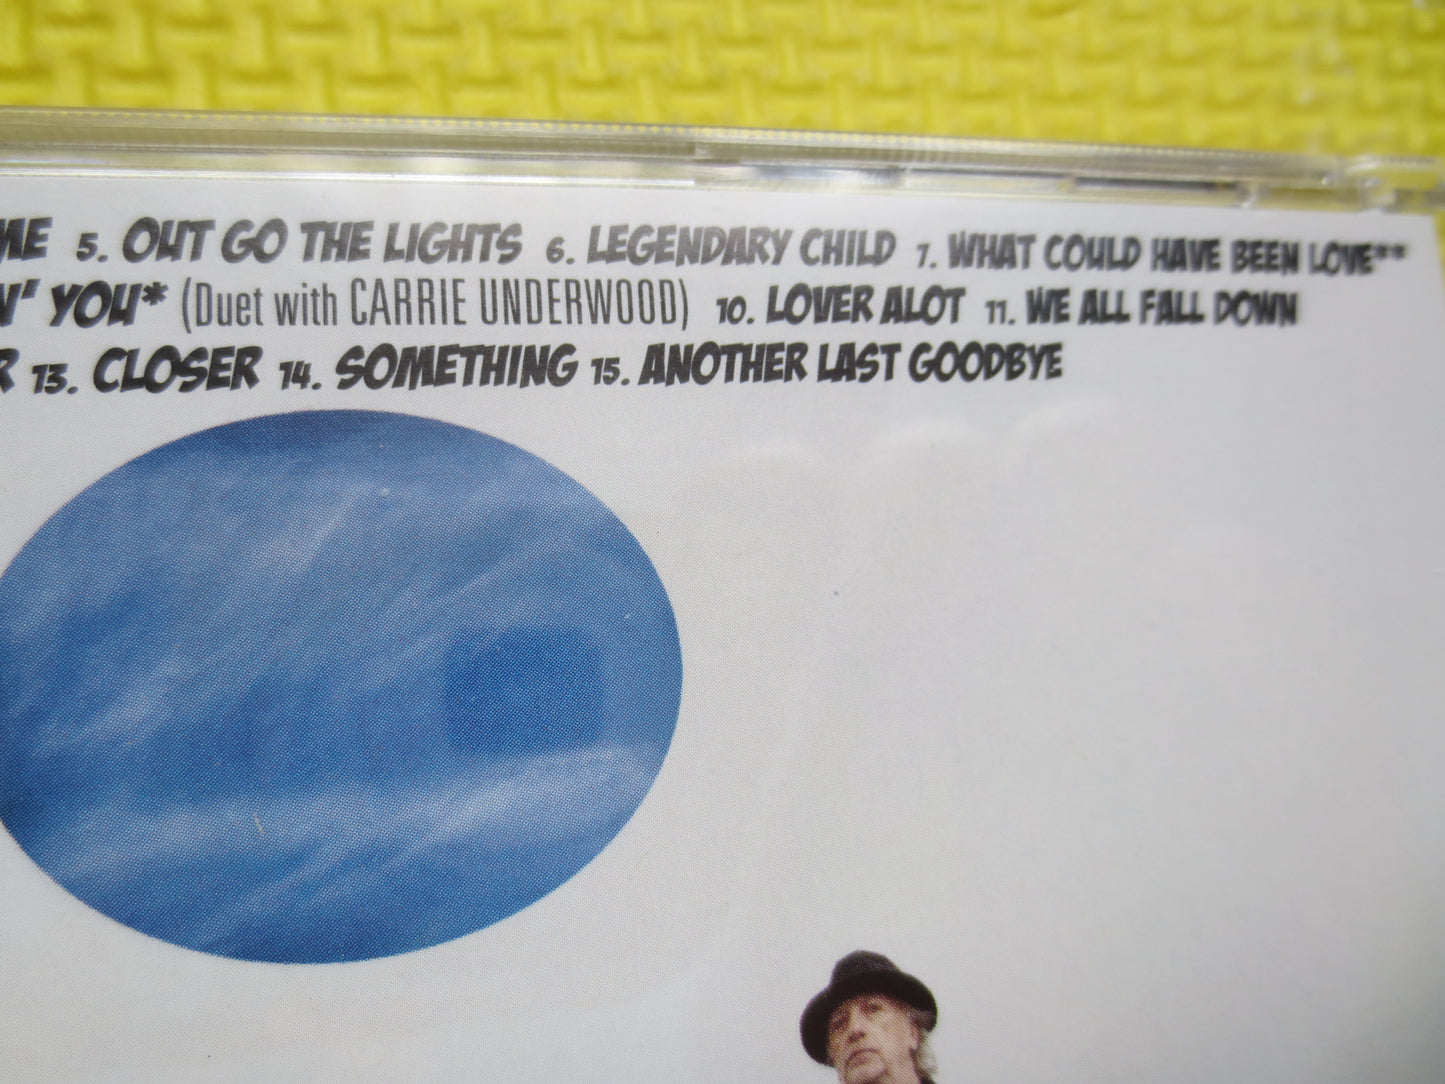 ME 5. OUT GO THE LIGHTS 6. LEGENDARY CHILD 7. WHAT COULD HAVE BEEN LOVE**
N' YOU* (Duet with CARRIE UNDERWOOD) 10. LOVER ALOT 11. WE ALL FALL DOWN
R 13. CLOSER 14. SOMETHING 15. ANOTHER LAST GOODBYE